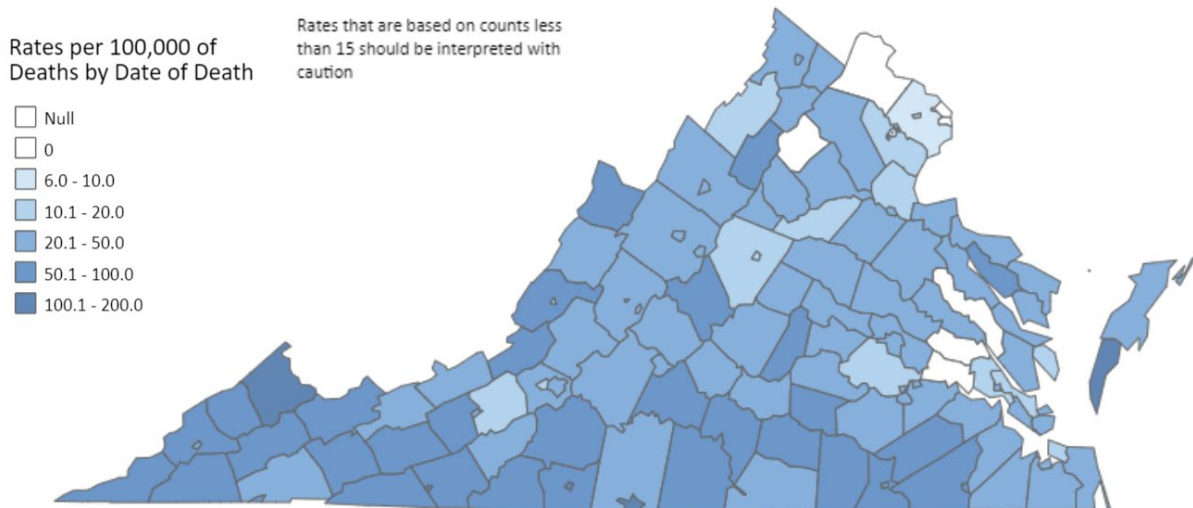 Rates per 100,000 of
Deaths by Date of Death
Null
0
6.0 - 10.0
10.1 - 20.0
20.1 - 50.0
50.1 - 100.0
100.1 - 200.0
Rates that are based on counts less
than 15 should be interpreted with
caution